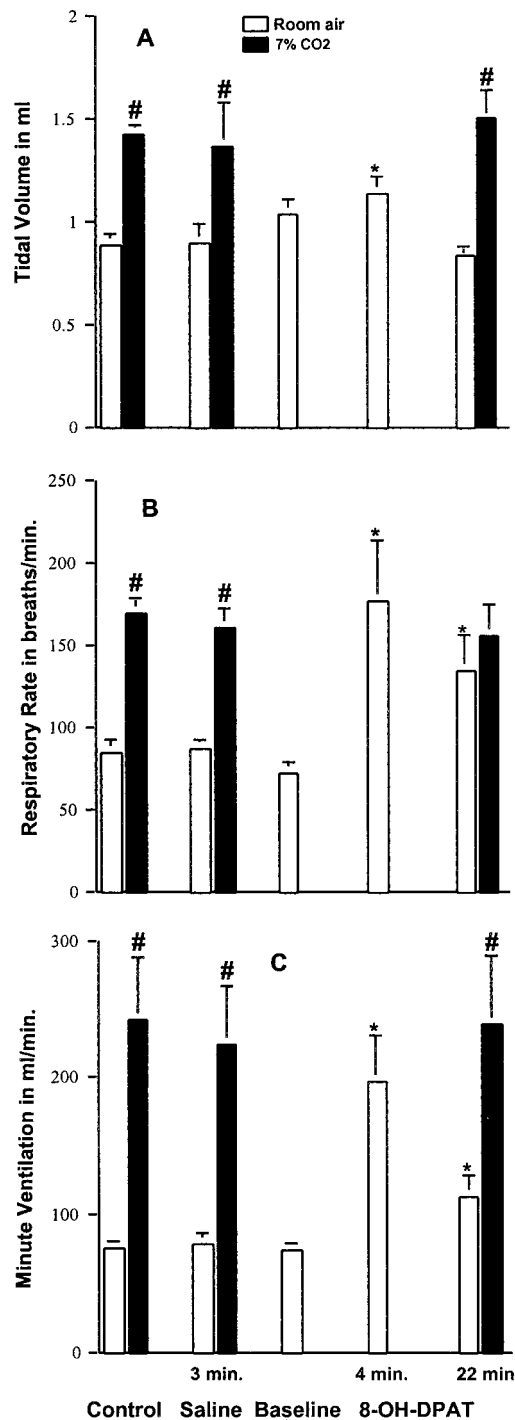 A
Room air
7% CO2
Tidal Volume in ml
2
1.5
1
0.5
0
#
#
*
#
B
Respiratory Rate in breaths/min.
250
200
150
100
50
0
#
#
*
*
C
Minute Ventilation in ml/min.
300
200
100
0
#
#
*
*
#
3 min. 4 min. 22 min
Control Saline Baseline 8-OH-DPAT